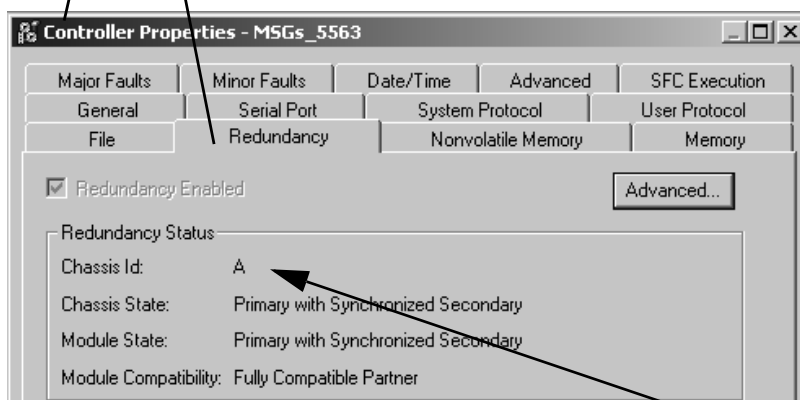 Controller Properties - MSGs_5563
Major Faults Minor Faults Date/Time Advanced SFC Execution
General Serial Port System Protocol User Protocol
File Redundancy Nonvolatile Memory Memory
Redundancy Enabled Advanced...
Redundancy Status
Chassis Id: A
Chassis State: Primary with Synchronized Secondary
Module State: Primary with Synchronized Secondary
Module Compatibility: Fully Compatible Partner